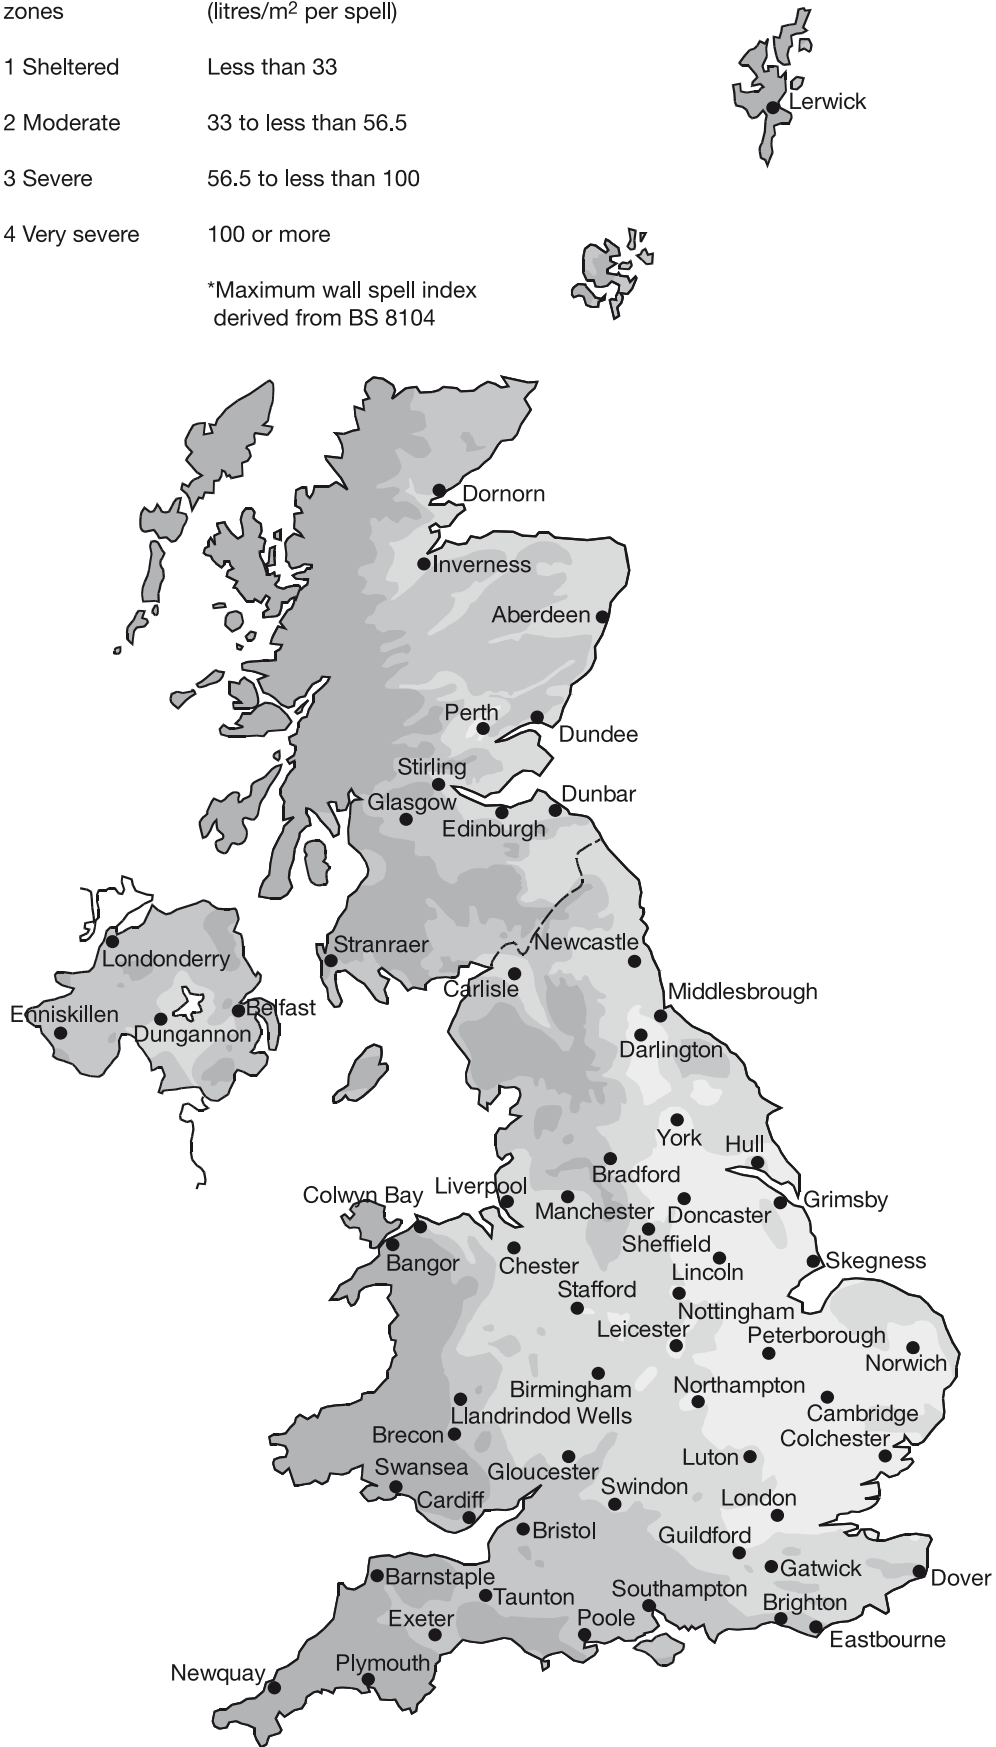 zones (litres/m² per spell)
1 Sheltered Less than 33
2 Moderate 33 to less than 56.5
3 Severe 56.5 to less than 100
4 Very severe 100 or more
*Maximum wall spell index
derived from BS 8104
Lerwick
Dornorn
Inverness
Aberdeen
Perth
Dundee
Stirling
Glasgow
Dunbar
Edinburgh
Stranraer
Newcastle
Londonderry
Carlisle
Middlesbrough
Enniskillen
Belfast
Dungannon
Darlington
York
Hull
Bradford
Liverpool
Colwyn Bay
Manchester
Doncaster
Grimsby
Sheffield
Bangor
Chester
Lincoln
Skegness
Stafford
Nottingham
Leicester
Peterborough
Norwich
Birmingham
Northampton
Llandrindod Wells
Cambridge
Brecon
Colchester
Luton
Swansea
Gloucester
Swindon
Cardiff
London
Bristol
Guildford
Gatwick
Barnstaple
Dover
Taunton
Southampton
Brighton
Exeter
Poole
Eastbourne
Plymouth
Newquay